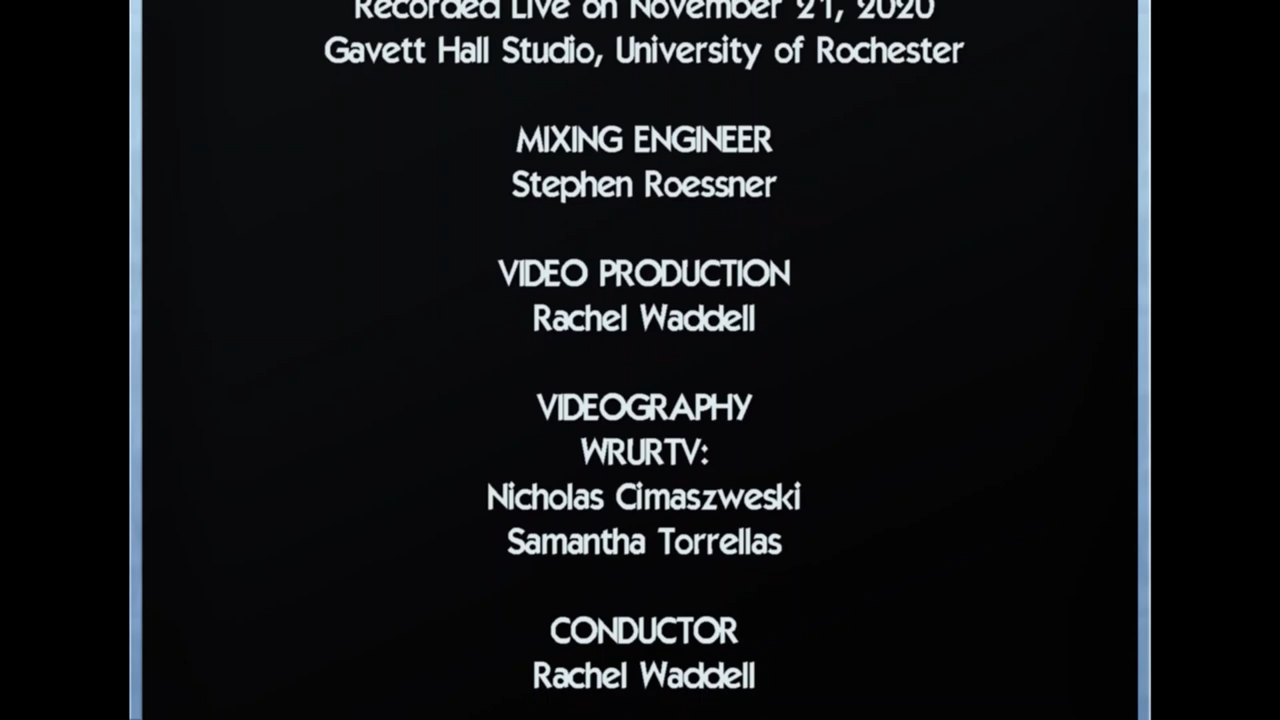 Recorded Live on November 21, 2020
Gavett Hall Studio, University of Rochester
MIXING ENGINEER
Stephen Roessner
VIDEO PRODUCTION
Rachel Waddell
VIDEOGRAPHY
WRURTV:
Nicholas Cimaszweski
Samantha Torrellas
CONDUCTOR
Rachel Waddell